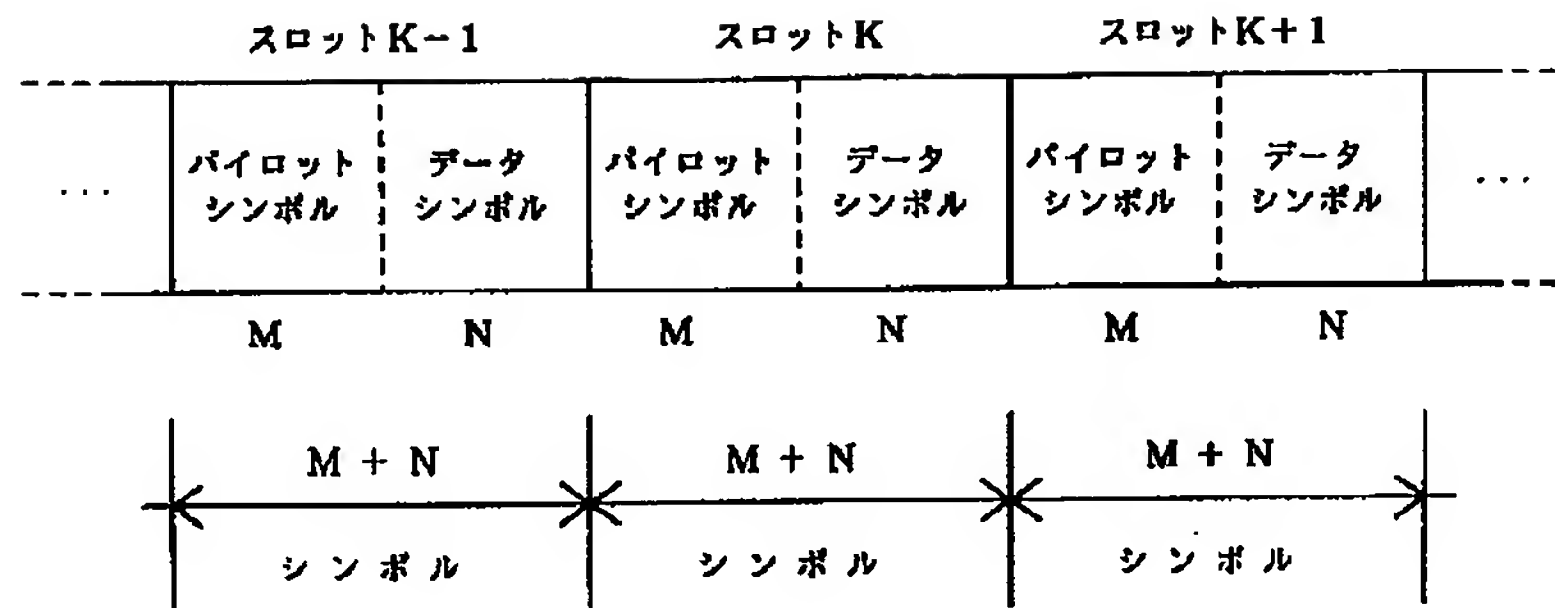 スロットK−1 スロットK スロットK+1
パイロット データ パイロット データ パイロット データ
... シンボル シンボル シンボル シンボル シンボル シンボル ...
M N M N M N
M + N M + N M + N
シンボル シンボル シンボル